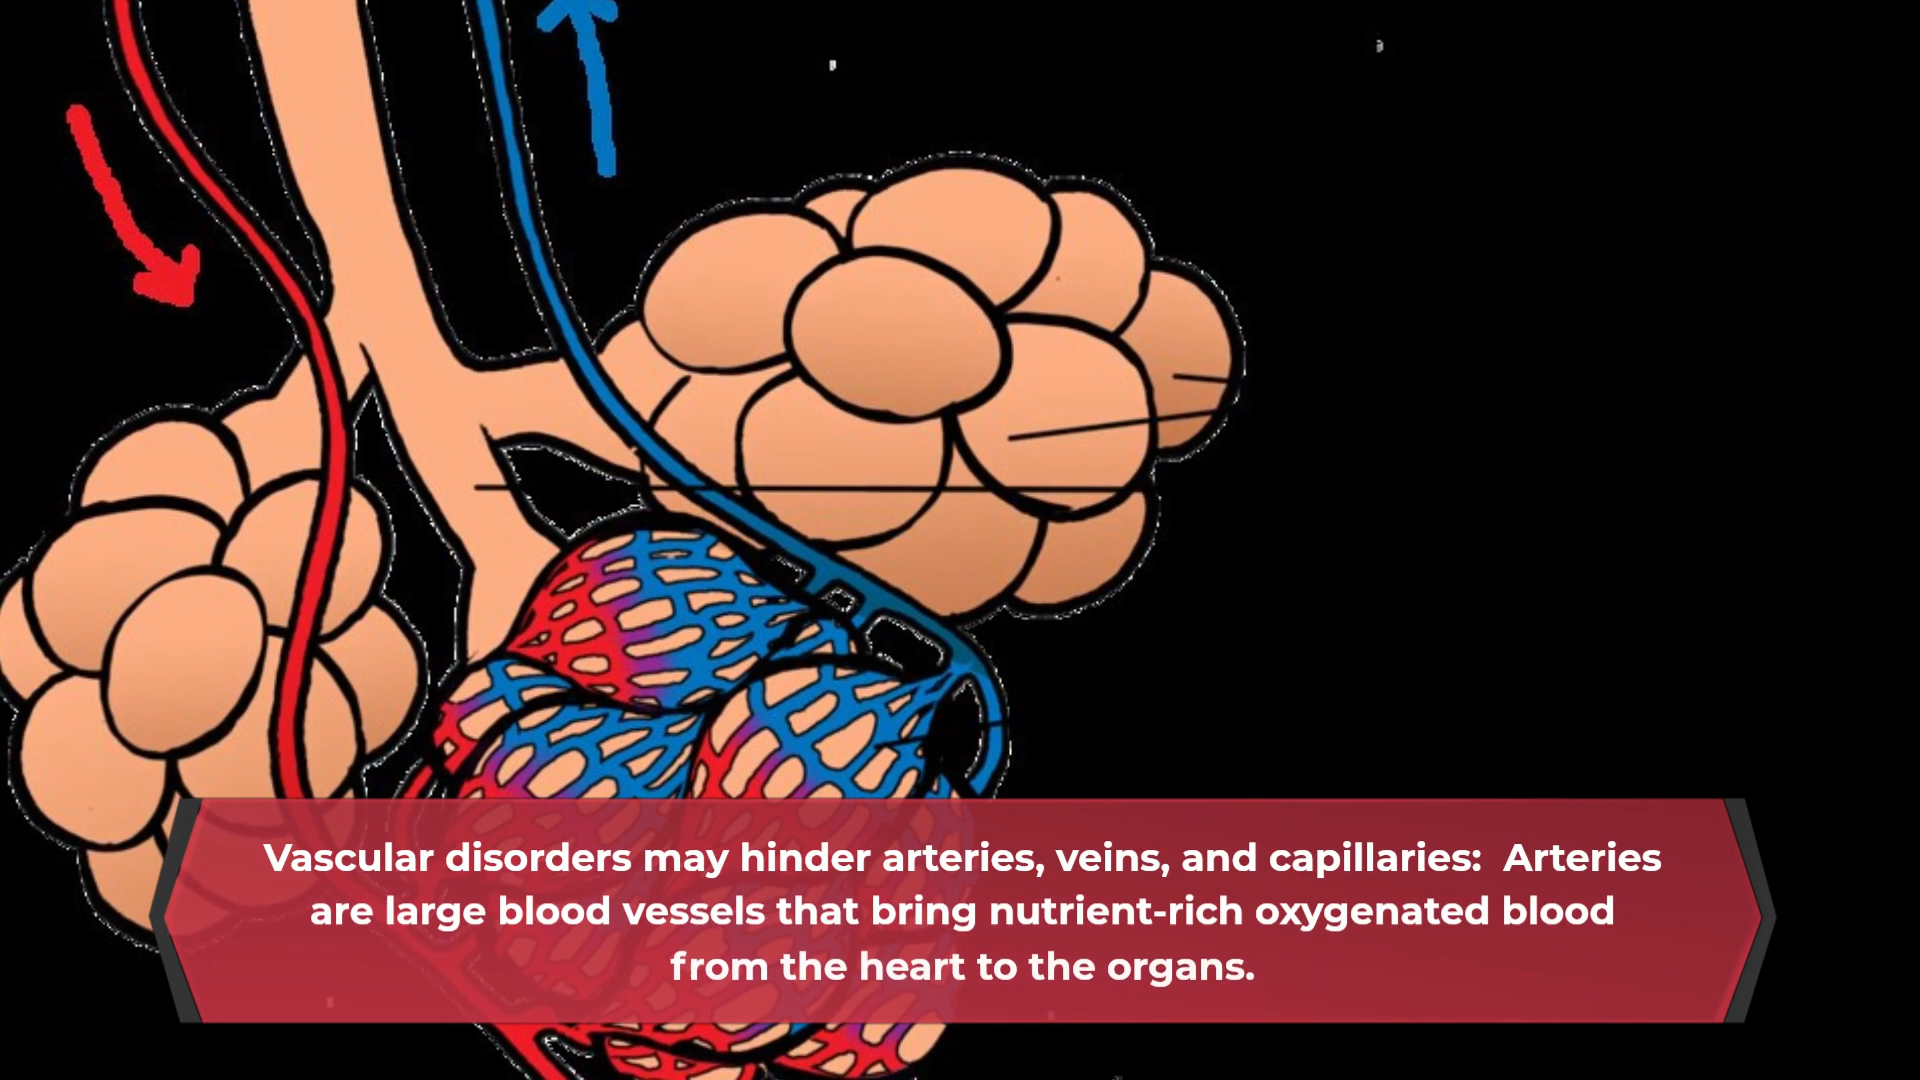 Vascular disorders may hinder arteries, veins, and capillaries:  Arteries
are large blood vessels that bring nutrient-rich oxygenated blood
from the heart to the organs.